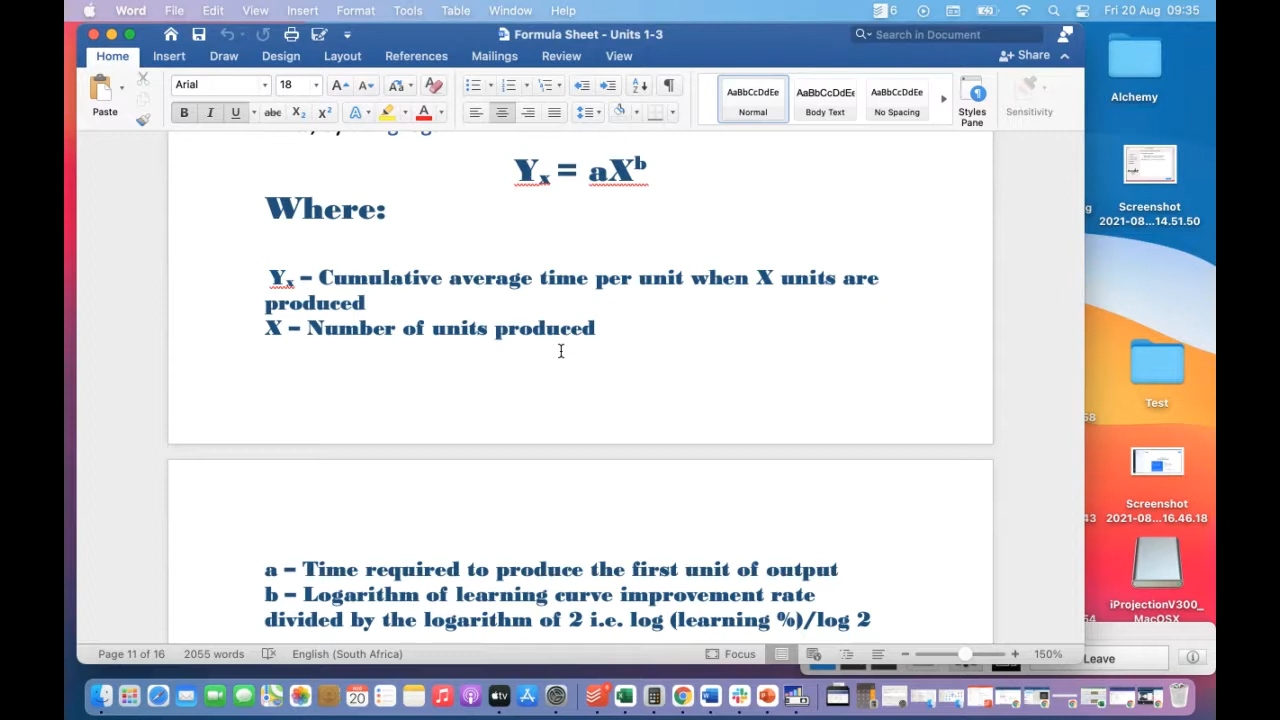 Word File Edit View Insert Format Tools Table Window Help 6 Fri 20 Aug 09:35
Formula Sheet - Units 1-3 Search in Document
Home Insert Draw Design Layout References Mailings Review View Share
Paste Arial 18 B I U abc X₂ X² A A
AaBbCcDdEe AaBbCcDdEe AaBbCcDdEe
Normal Body Text No Spacing Styles Pane Sensitivity
Yₓ = aXᵇ
Where:
Yₓ – Cumulative average time per unit when X units are
produced
X – Number of units produced
a – Time required to produce the first unit of output
b – Logarithm of learning curve improvement rate
divided by the logarithm of 2 i.e. log (learning %)/log 2
Page 11 of 16 2055 words English (South Africa) Focus 150%
Alchemy
Screenshot
2021-08...14.51.50
Test
Screenshot
2021-08...16.46.18
iProjectionV300_
MacOSX
Leave